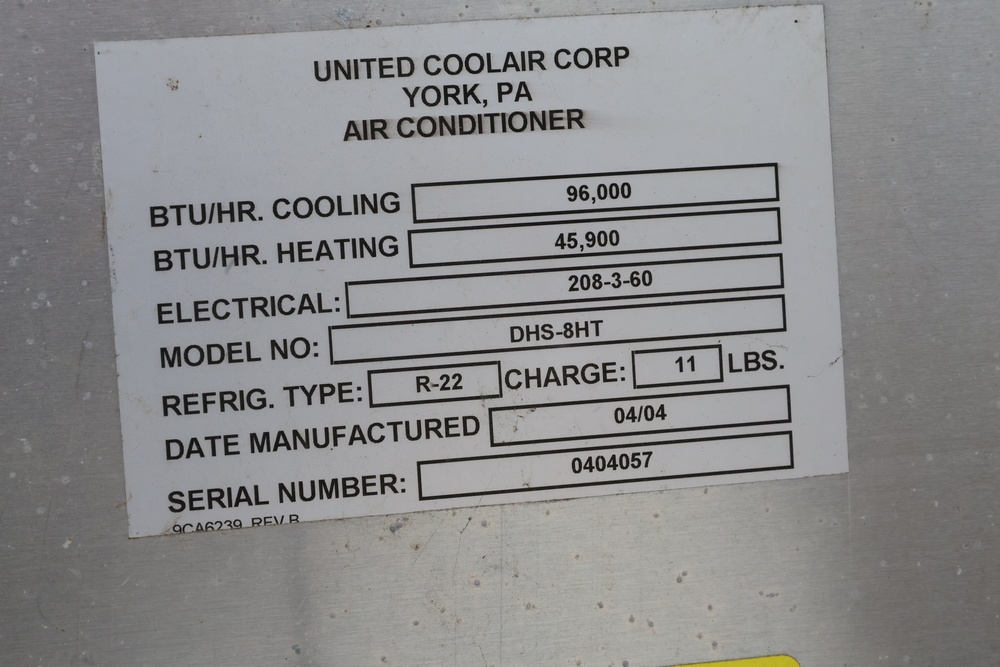 UNITED COOLAIR CORP
YORK, PA
AIR CONDITIONER
BTU/HR. COOLING 96,000
BTU/HR. HEATING 45,900
ELECTRICAL: 208-3-60
MODEL NO: DHS-8HT
REFRIG. TYPE: R-22 CHARGE: 11 LBS.
DATE MANUFACTURED 04/04
SERIAL NUMBER: 0404057
9CA6239 REV B